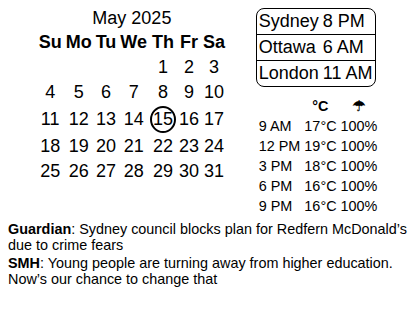 May 2025
Su Mo Tu We Th Fr Sa
1 2 3
4 5 6 7 8 9 10
11 12 13 14 15 16 17
18 19 20 21 22 23 24
25 26 27 28 29 30 31
Sydney 8 PM
Ottawa 6 AM
London 11 AM
°C ☂
9 AM 17°C 100%
12 PM 19°C 100%
3 PM 18°C 100%
6 PM 16°C 100%
9 PM 16°C 100%
Guardian: Sydney council blocks plan for Redfern McDonald’s
due to crime fears
SMH: Young people are turning away from higher education.
Now’s our chance to change that